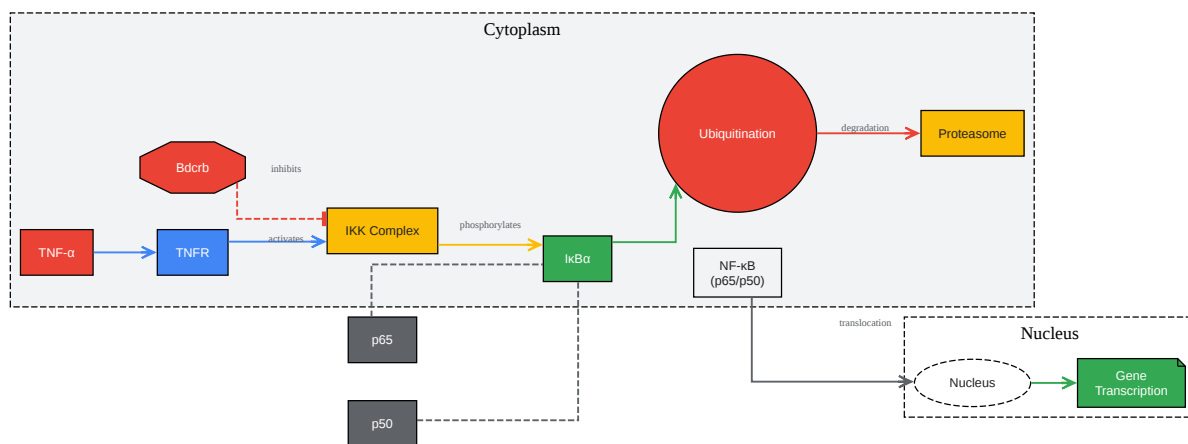 Cytoplasm
Ubiquitination
degradation
Proteasome
Bdcrb
inhibits
TNF-α
TNFR
activates
IKK Complex
phosphorylates
IκBα
NF-κB
(p65/p50)
p65
p50
translocation
Nucleus
Nucleus
Gene
Transcription